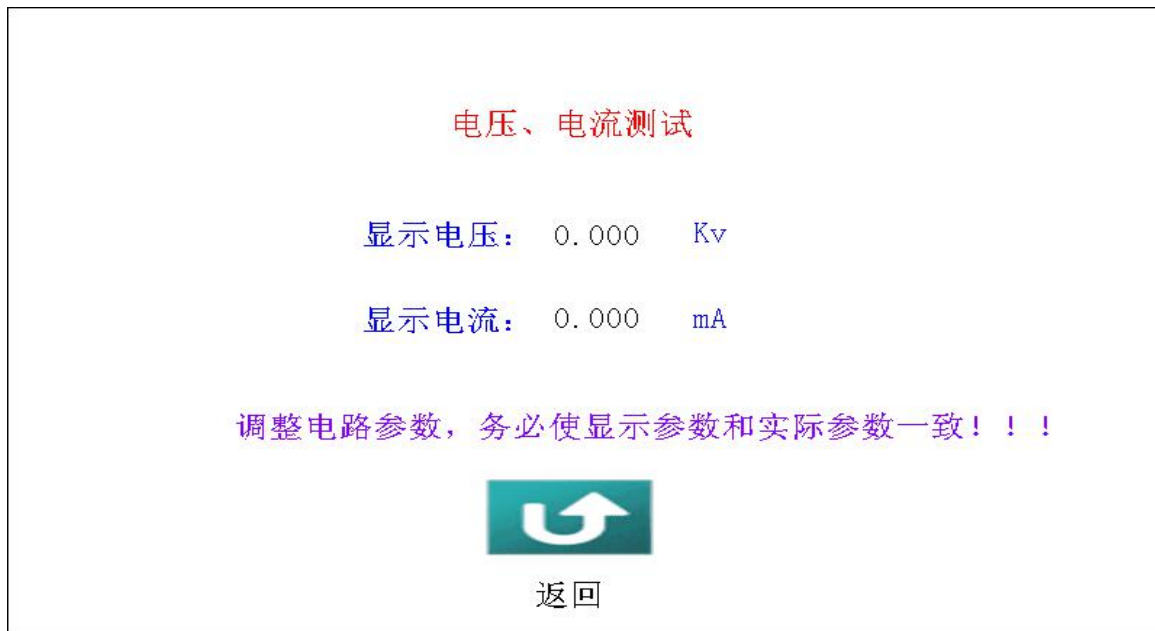 电压、电流测试
显示电压： 0.000 Kv
显示电流： 0.000 mA
调整电路参数，务必使显示参数和实际参数一致！！！
返回